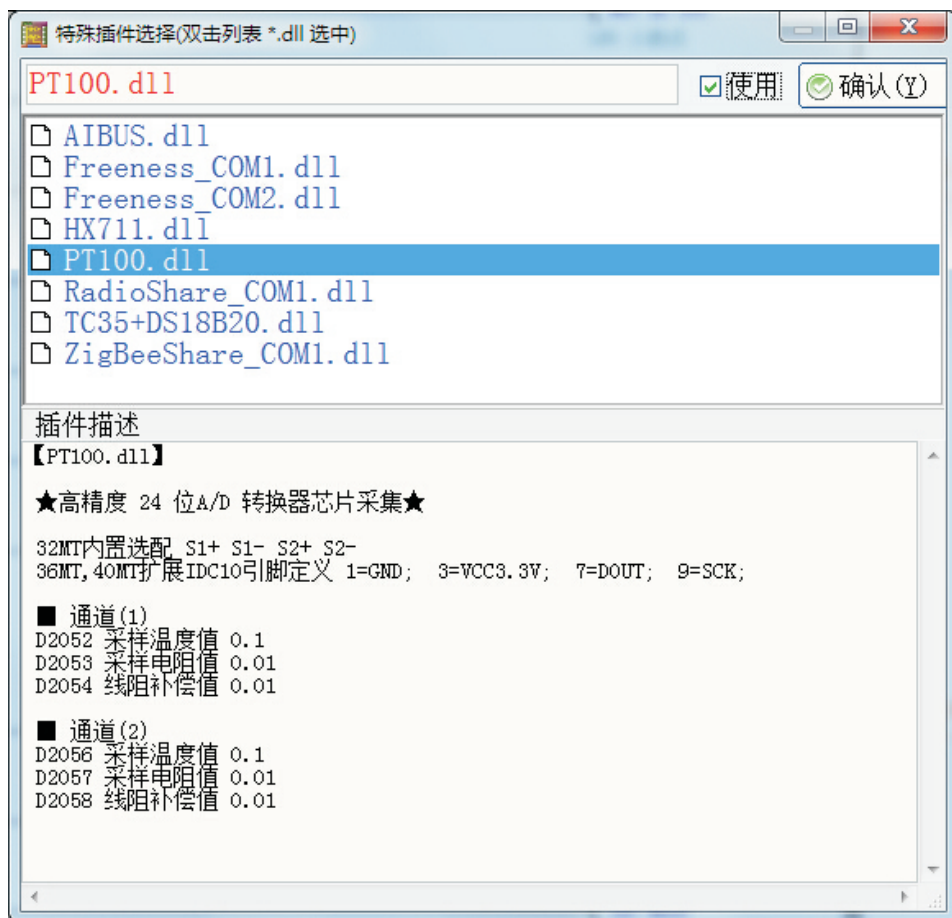 特殊插件选择(双击列表 *.dll 选中)
PT100.dll
使用
确认(Y)
AIBUS.dll
Freeness_COM1.dll
Freeness_COM2.dll
HX711.dll
PT100.dll
RadioShare_COM1.dll
TC35+DS18B20.dll
ZigBeeShare_COM1.dll
插件描述
【PT100.dll】
★高精度 24 位A/D 转换器芯片采集★
32MT内置选配 S1+ S1- S2+ S2-
36MT,40MT扩展IDC10引脚定义 1=GND; 3=VCC3.3V; 7=DOUT; 9=SCK;
■ 通道(1)
D2052 采样温度值 0.1
D2053 采样电阻值 0.01
D2054 线阻补偿值 0.01
■ 通道(2)
D2056 采样温度值 0.1
D2057 采样电阻值 0.01
D2058 线阻补偿值 0.01